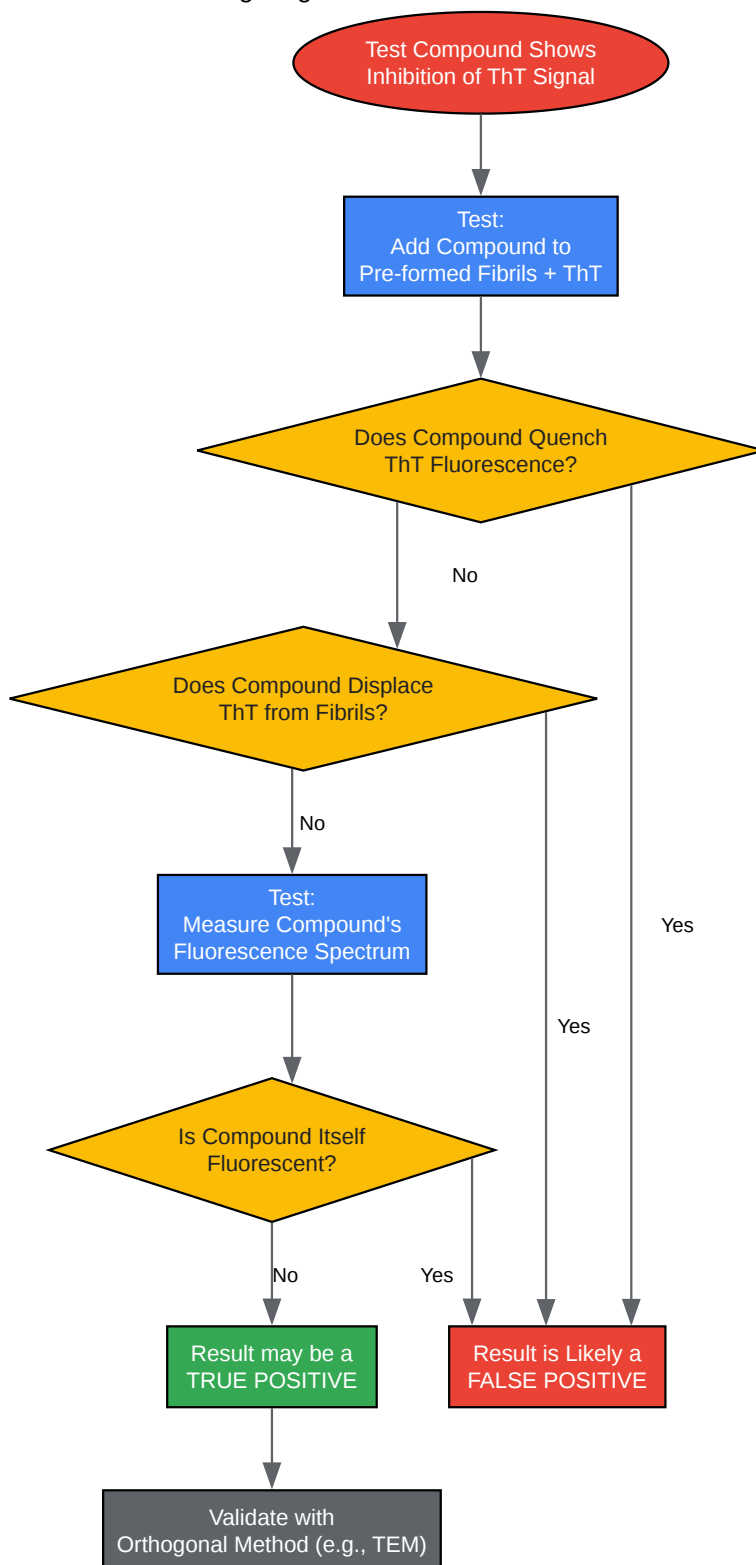 Test Compound Shows
Inhibition of ThT Signal
Test:
Add Compound to
Pre-formed Fibrils + ThT
Does Compound Quench
ThT Fluorescence?
No
Does Compound Displace
ThT from Fibrils?
No
Test:
Measure Compound's
Fluorescence Spectrum
Yes
Yes
Is Compound Itself
Fluorescent?
No
Yes
Result may be a
TRUE POSITIVE
Result is Likely a
FALSE POSITIVE
Validate with
Orthogonal Method (e.g., TEM)